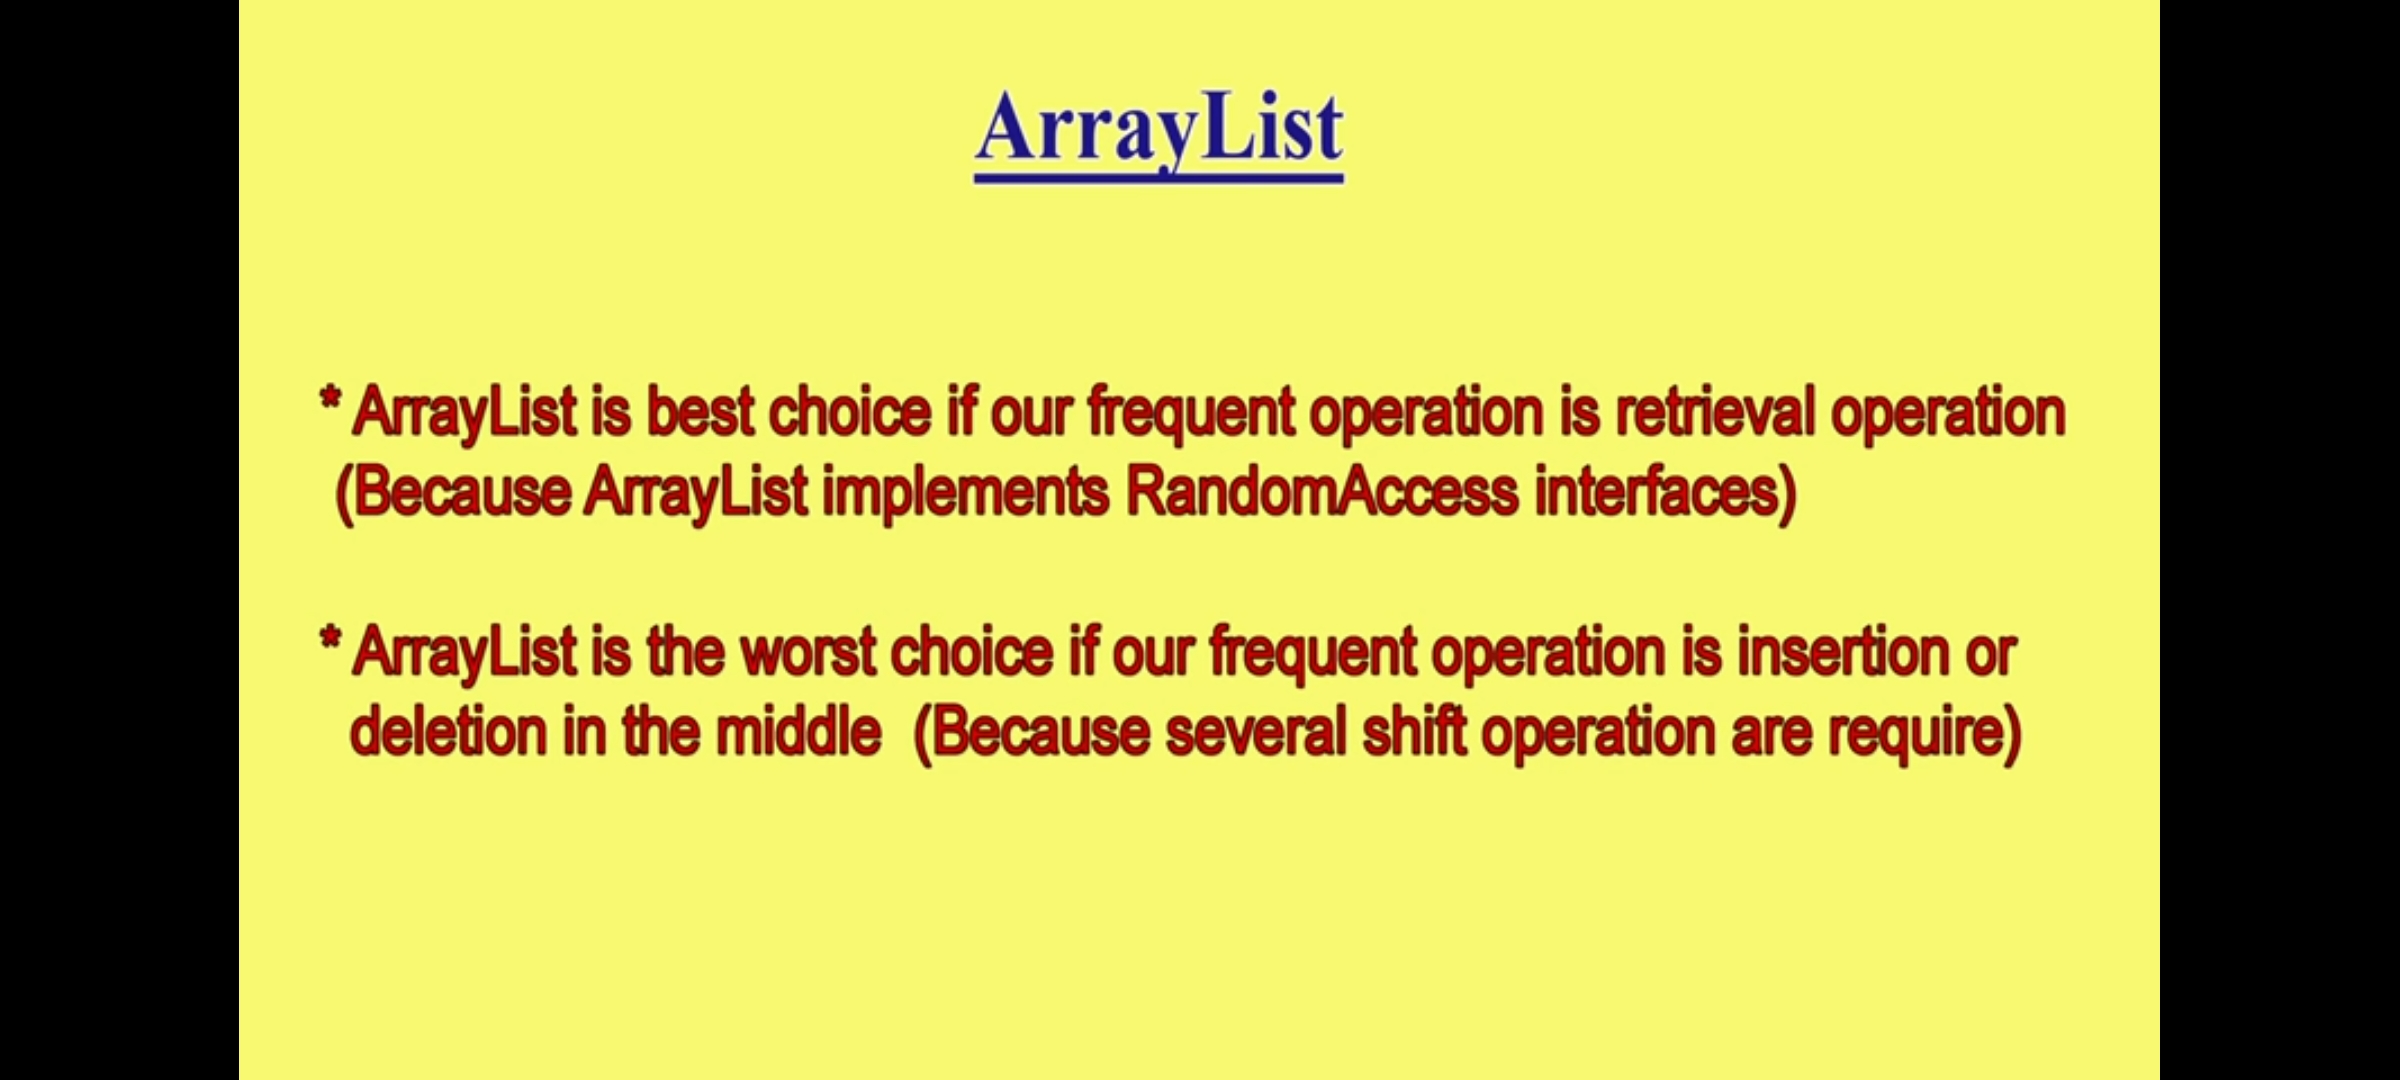 ArrayList
* ArrayList is best choice if our frequent operation is retrieval operation
(Because ArrayList implements RandomAccess interfaces)
* ArrayList is the worst choice if our frequent operation is insertion or
deletion in the middle (Because several shift operation are require)